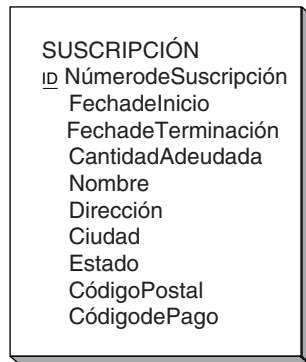 SUSCRIPCIÓN
ID NúmerodeSuscripción
FechadeInicio
FechadeTerminación
CantidadAdeudada
Nombre
Dirección
Ciudad
Estado
CódigoPostal
CódigodePago